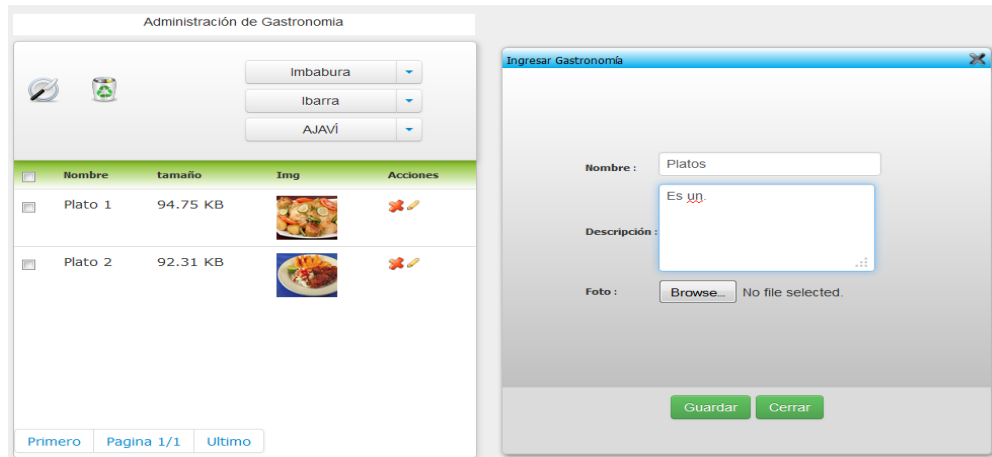 Administración de Gastronomia
Imbabura
Ibarra
AJAVÍ
Nombre tamaño Img Acciones
Plato 1 94.75 KB
Plato 2 92.31 KB
Primero Pagina 1/1 Ultimo
Ingresar Gastronomía
Nombre : Platos
Descripción : Es un.
Foto : Browse... No file selected.
Guardar Cerrar